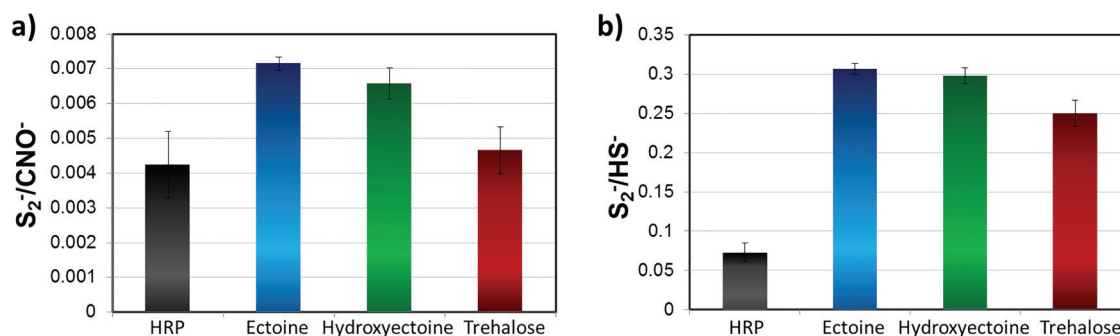 a)
0.008
0.007
0.006
0.005
0.004
0.003
0.002
0.001
0
S₂⁻/CNO⁻
HRP Ectoine Hydroxyectoine Trehalose
b)
0.35
0.3
0.25
0.2
0.15
0.1
0.05
0
S₂⁻/HS⁻
HRP Ectoine Hydroxyectoine Trehalose